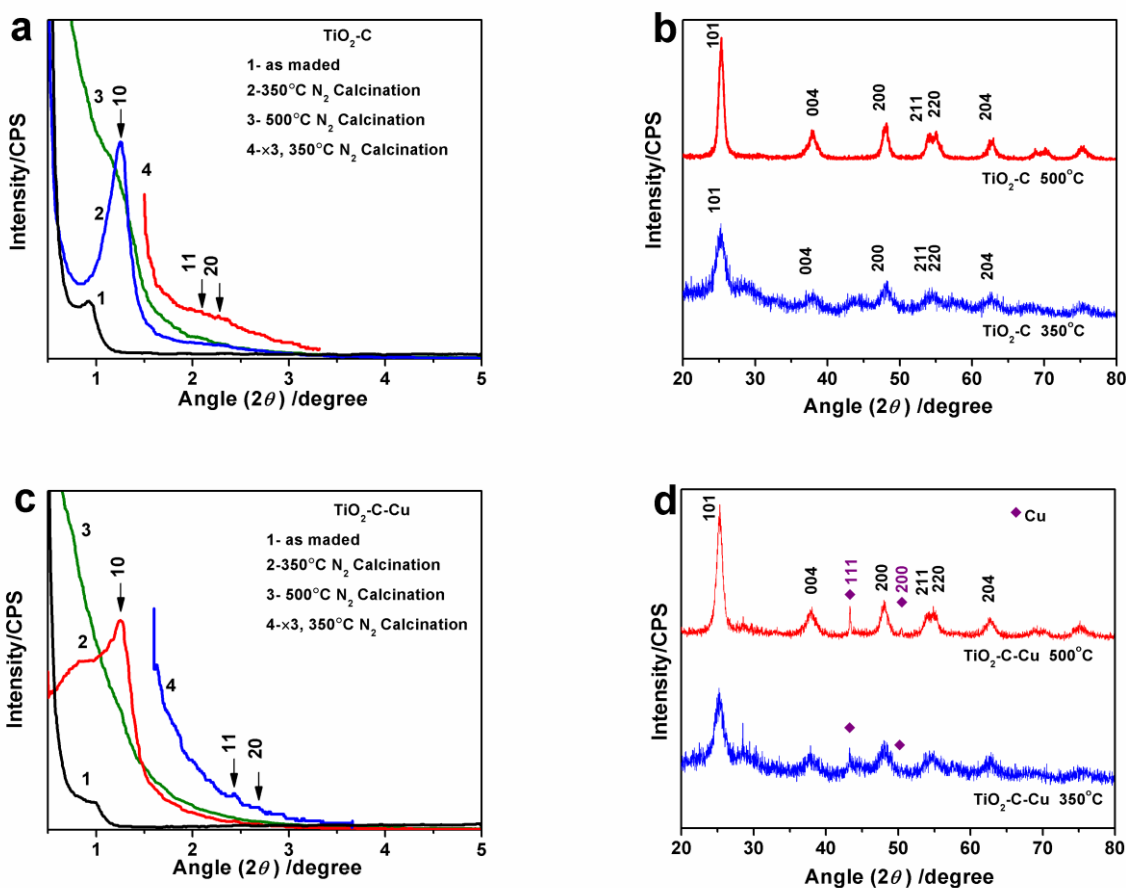 a
TiO₂-C
1- as maded
2-350°C N₂ Calcination
3- 500°C N₂ Calcination
4-×3, 350°C N₂ Calcination
10
3
4
2
11
20
1
Intensity/CPS
1 2 3 4 5
Angle (2θ) /degree
b
101
004
200
211
220
204
TiO₂-C 500°C
101
004
200
211
220
204
TiO₂-C 350°C
Intensity/CPS
20 30 40 50 60 70 80
Angle (2θ) /degree
c
TiO₂-C-Cu
1- as maded
2-350°C N₂ Calcination
3- 500°C N₂ Calcination
4-×3, 350°C N₂ Calcination
3
10
2
4
11
20
1
Intensity/CPS
1 2 3 4 5
Angle (2θ) /degree
d
101
Cu
004
111
200
200
211
220
204
TiO₂-C-Cu 500°C
TiO₂-C-Cu 350°C
Intensity/CPS
20 30 40 50 60 70 80
Angle (2θ) /degree